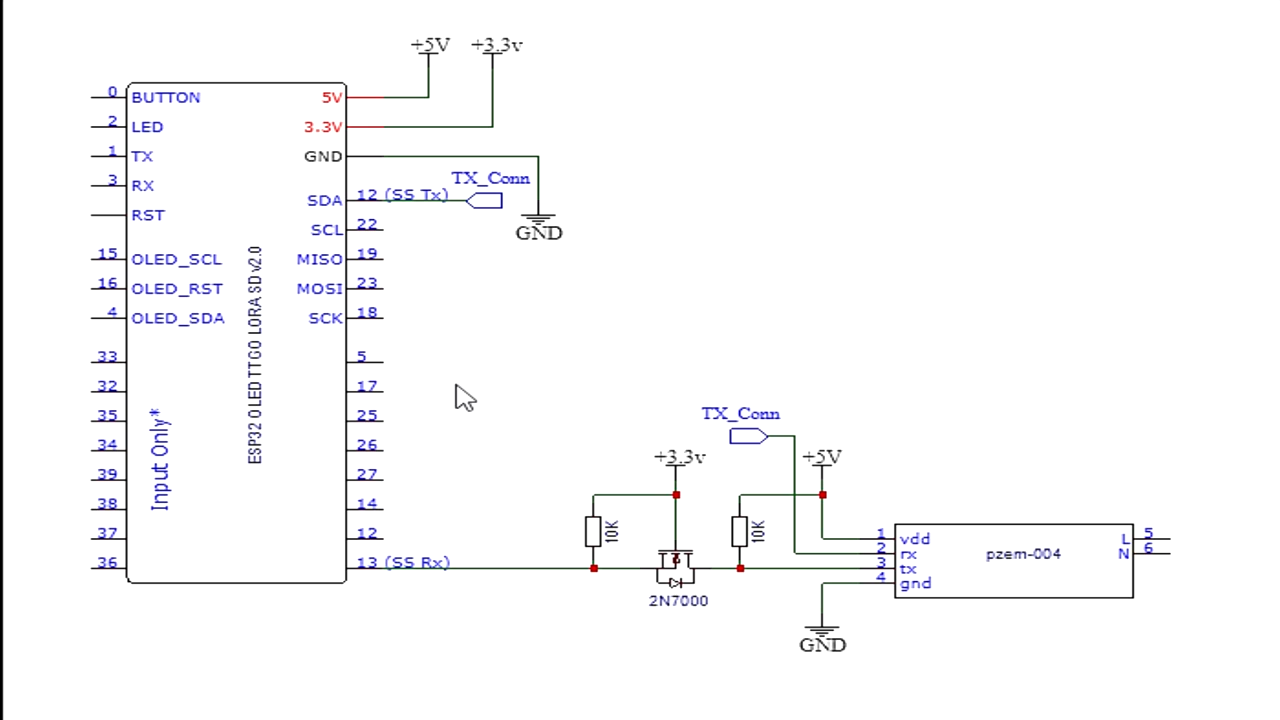 +5V
+3.3v
0
BUTTON
5V
2
LED
3.3V
1
TX
GND
3
RX
SDA
12 (SS Tx)
TX_Conn
RST
SCL
22
GND
15
OLED_SCL
MISO
19
16
OLED_RST
MOSI
23
4
OLED_SDA
SCK
18
ESP32 OLED TTGO LORA SD v2.0
Input Only*
33
5
32
17
35
25
34
26
39
27
38
14
37
12
36
13 (SS Rx)
TX_Conn
+3.3v
+5V
10K
10K
2N7000
1
vdd
2
rx
3
tx
4
gnd
pzem-004
L
5
N
6
GND